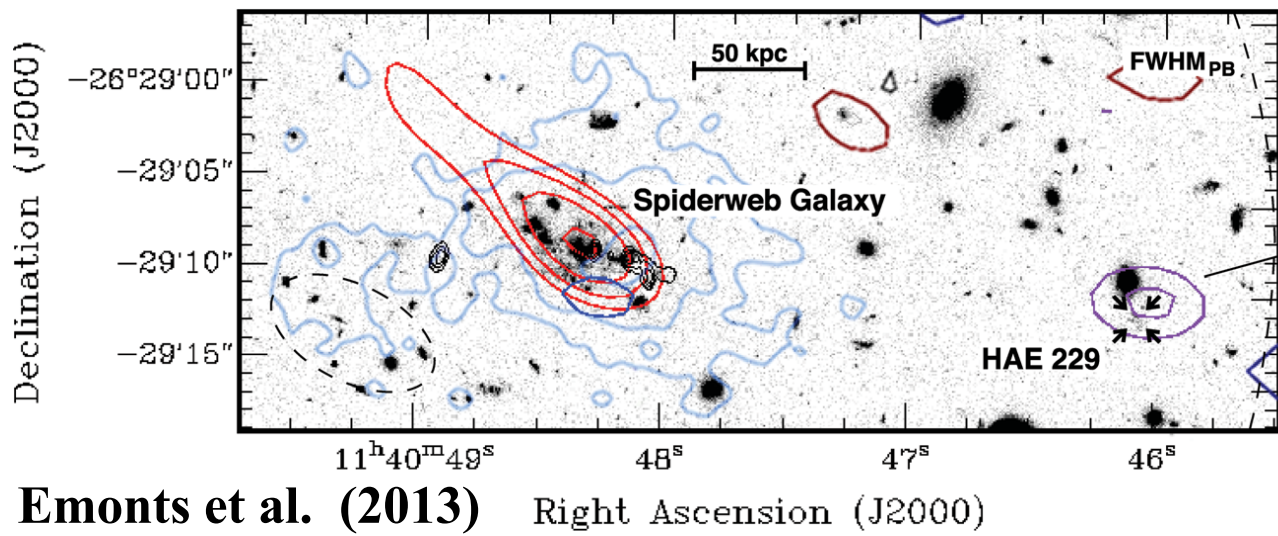 50 kpc
FWHM_PB
−26°29′00″
−29′05″
−29′10″
−29′15″
Declination (J2000)
Spiderweb Galaxy
HAE 229
11ʰ40ᵐ49ˢ 48ˢ 47ˢ 46ˢ
Emonts et al. (2013) Right Ascension (J2000)